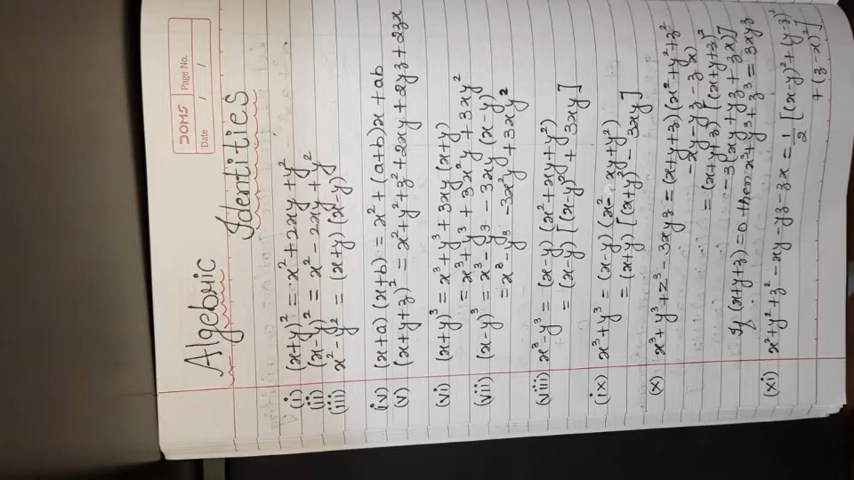 DOMS
Page No.
Date / /
Algebric
Identities
(i) (x+y)² = x² + 2xy + y²
(ii) (x-y)² = x² - 2xy + y²
(iii) x² - y² = (x+y) (x-y)
(iv) (x+a) (x+b) = x² + (a+b)x + ab
(v) (x+y+z)² = x²+y²+z²+2xy+2yz+2zx
(vi) (x+y)³ = x³+y³+3xy (x+y)
= x³+y³+3x²y+3xy²
(vii) (x-y)³ = x³-y³-3xy (x-y)
= x³-y³-3x²y+3xy²
(viii) x³-y³ = (x-y) (x²+xy+y²)
= (x-y) [(x-y)²+3xy]
(ix) x³+y³ = (x-y) (x²-xy+y²)
= (x+y) [(x+y)²-3xy]
(x) x³+y³+z³-3xyz = (x+y+z) (x²+y²+z²
-xy-yz-zx)
= (x+y+z) [(x+y+z)²
-3(xy+yz+zx)]
If (x+y+z)=0 then x³+y³+z³=3xyz
(xi) x²+y²+z²-xy-yz-zx = 1/2 [(x-y)²+(y-z)²
+(z-x)²]